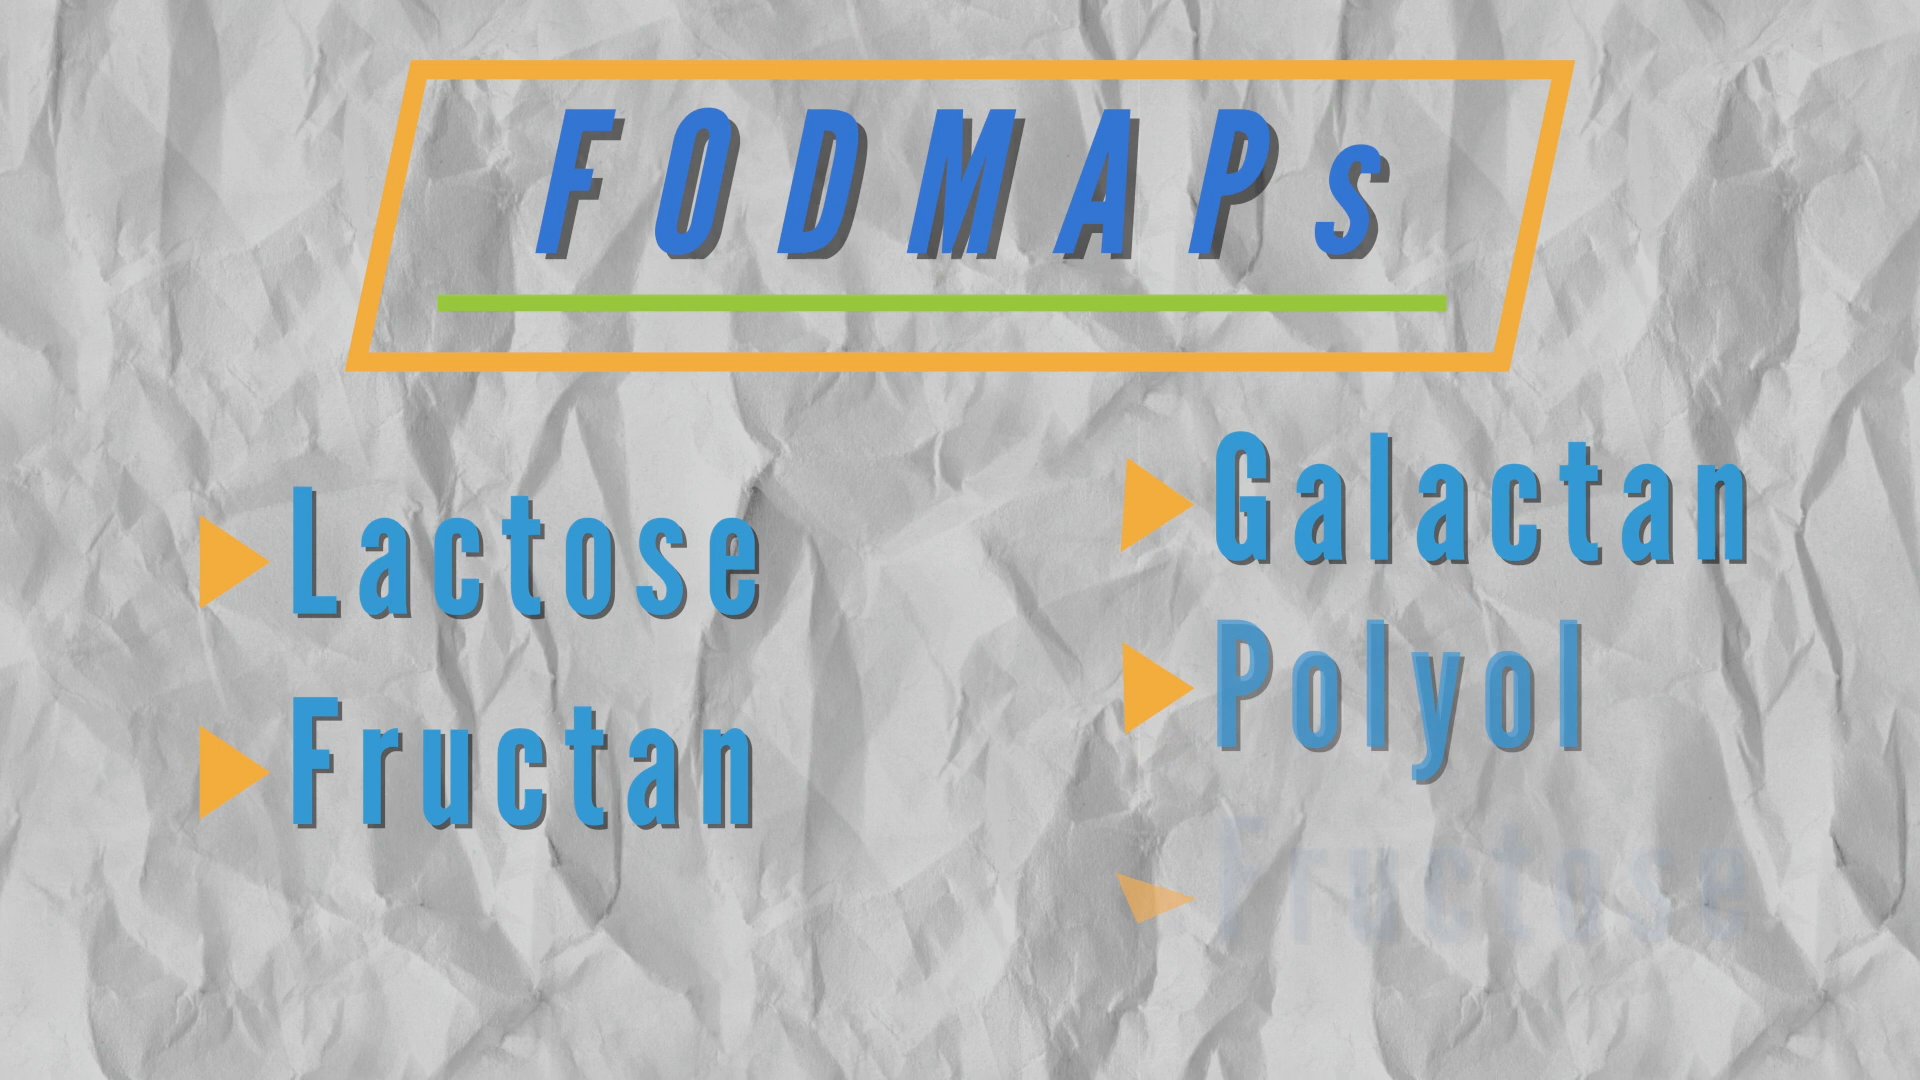 FODMAPs
Lactose
Fructan
Galactan
Polyol
Fructose